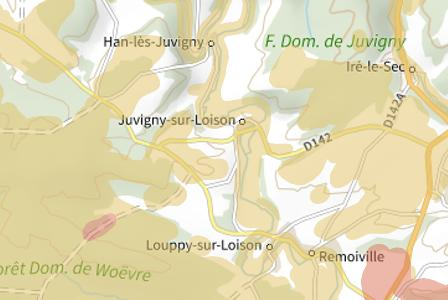 Han-lès-Juvigny
F. Dom. de Juvigny
Iré-le-Sec
Juvigny-sur-Loison
D142A
D142
Louppy-sur-Loison
Remoiville
orêt Dom. de Woëvre